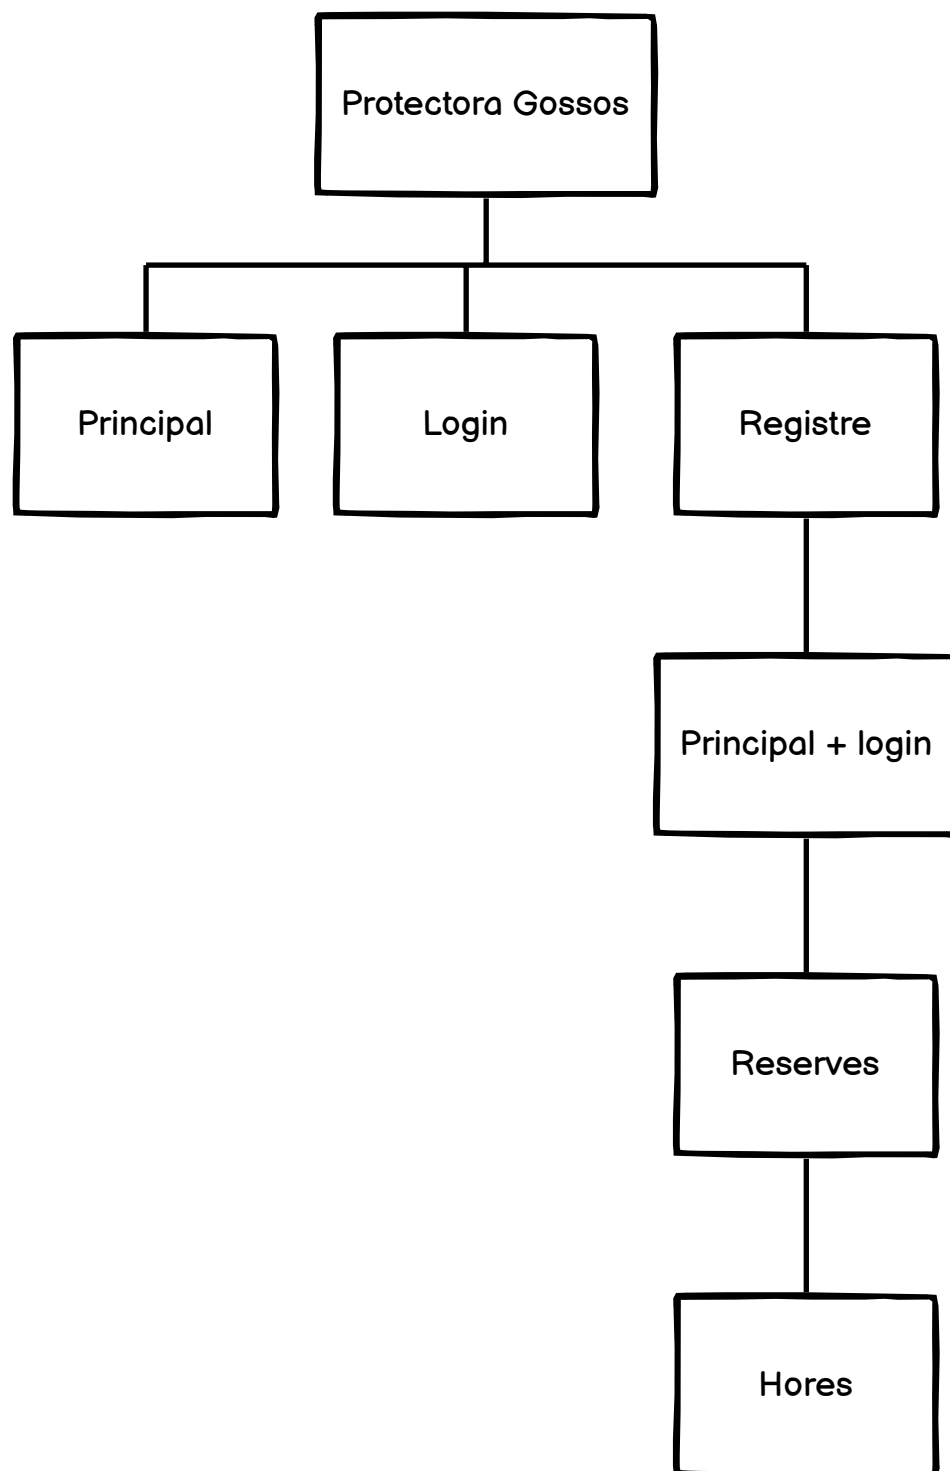 Protectora Gossos
Principal
Login
Registre
Principal + login
Reserves
Hores